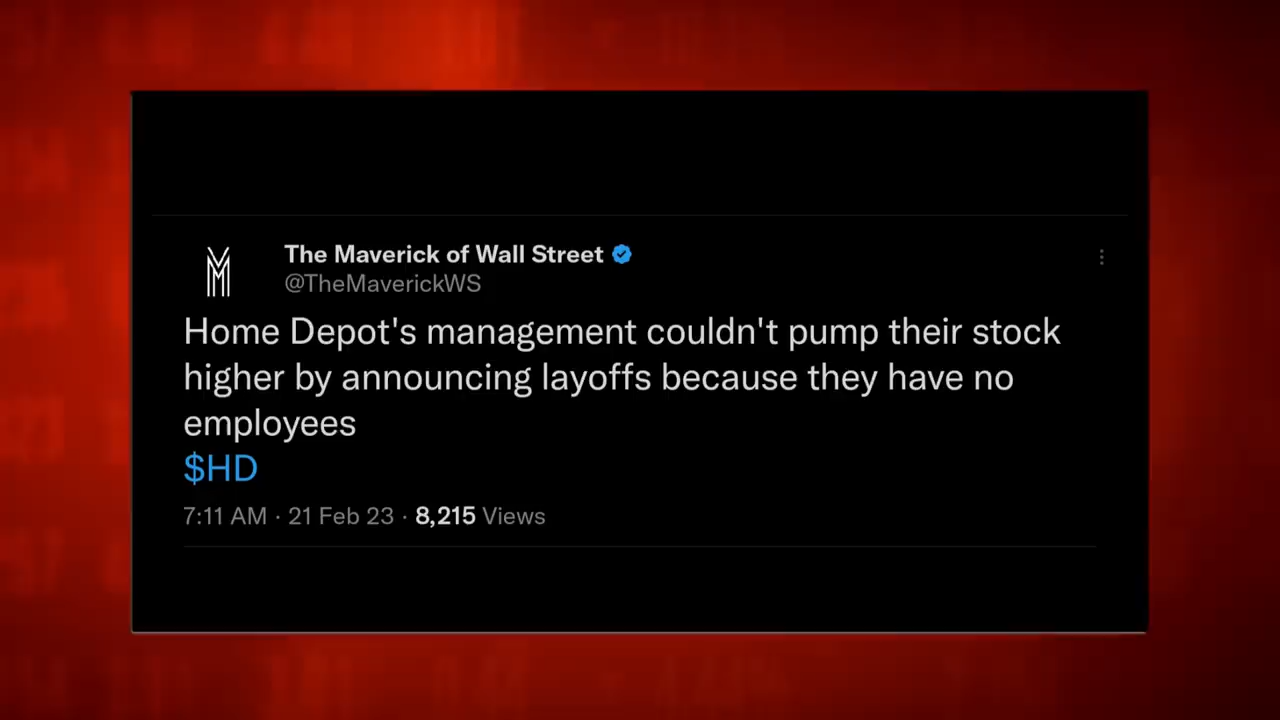 The Maverick of Wall Street
@TheMaverickWS
Home Depot's management couldn't pump their stock
higher by announcing layoffs because they have no
employees
$HD
7:11 AM · 21 Feb 23 · 8,215 Views